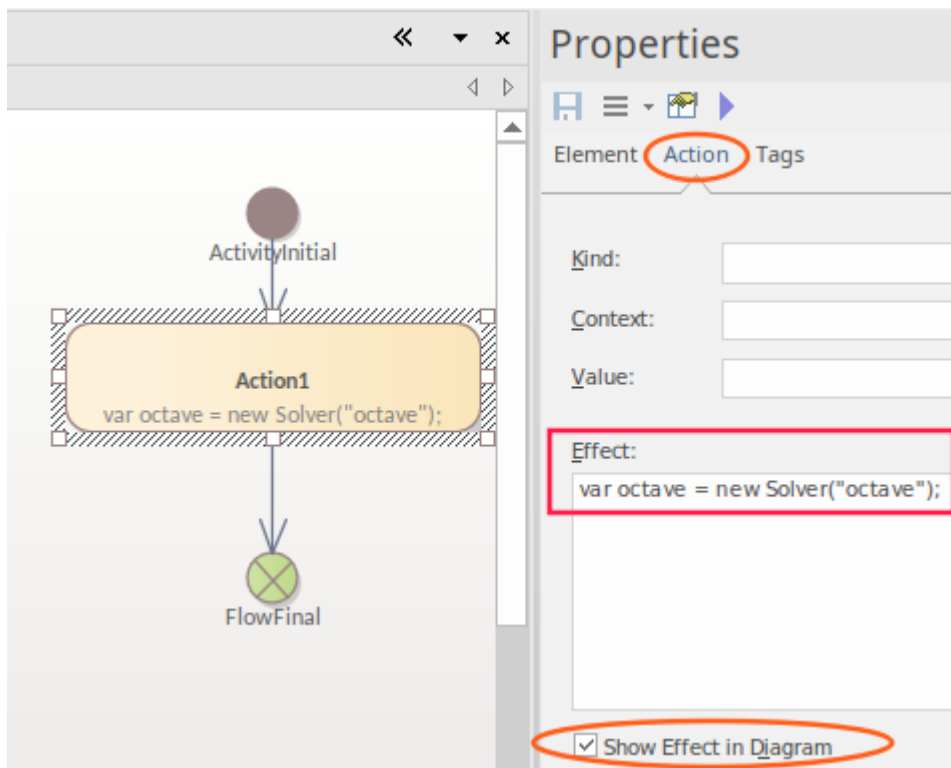 Properties
Element Action Tags
ActivityInitial
Kind:
Context:
Action1
var octave = new Solver("octave");
Value:
Effect:
var octave = new Solver("octave");
FlowFinal
Show Effect in Diagram